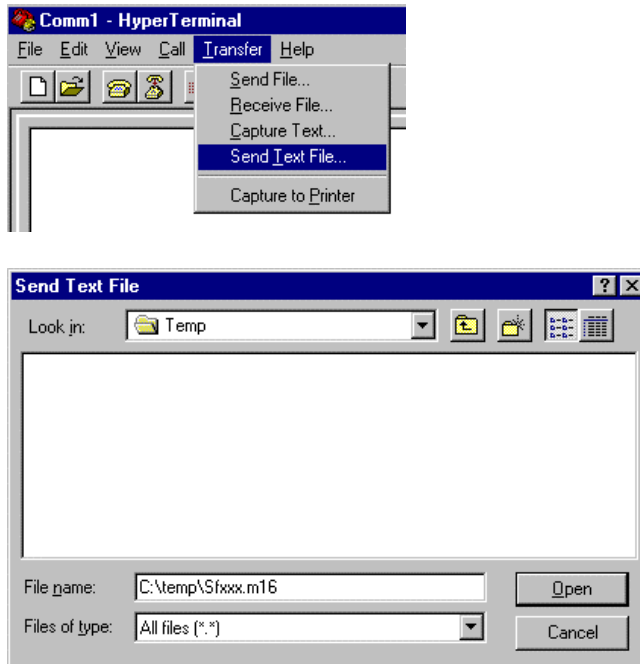 Comm1 - HyperTerminal
File Edit View Call Transfer Help
Send File...
Receive File...
Capture Text...
Send Text File...
Capture to Printer
Send Text File
Look in: Temp
File name: C:\temp\Sfxxx.m16 Open
Files of type: All files (*.*) Cancel